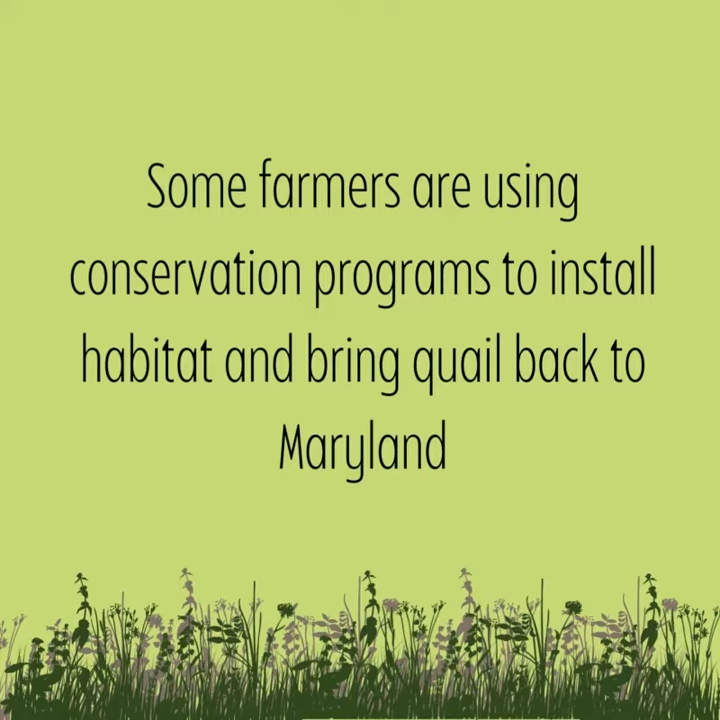 Some farmers are using
conservation programs to install
habitat and bring quail back to
Maryland